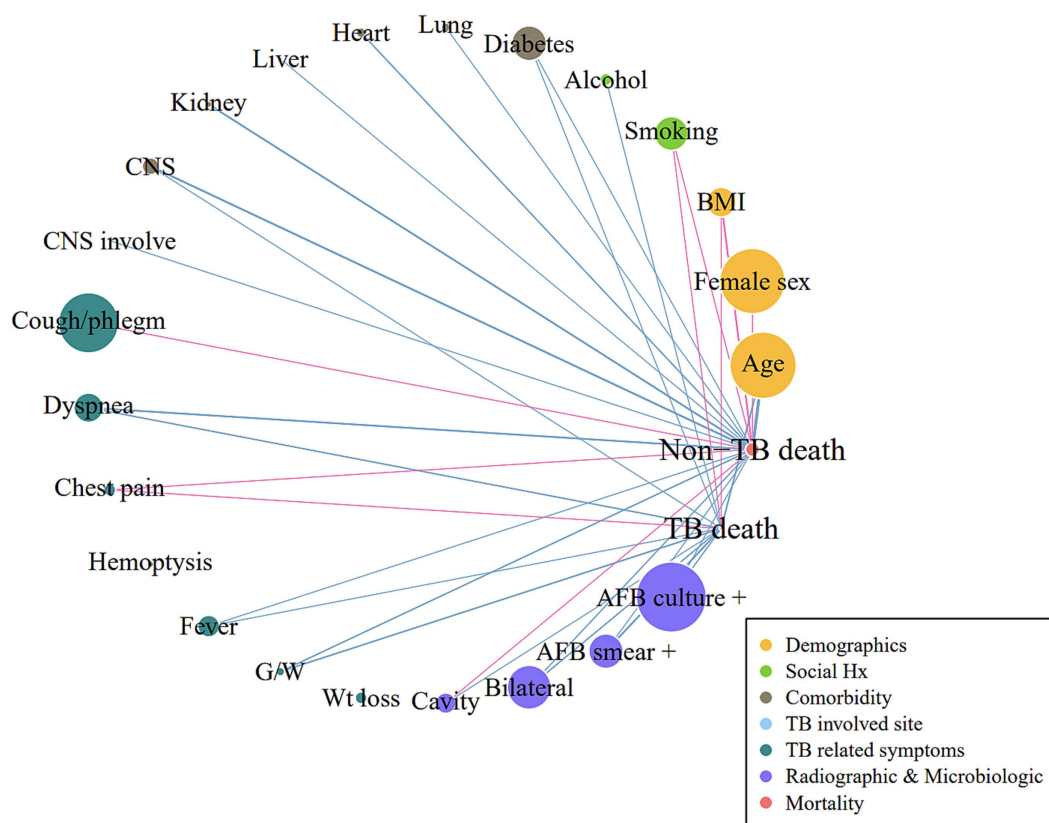 Heart
Lung
Diabetes
Liver
Alcohol
Kidney
Smoking
CNS
BMI
CNS involve
Female sex
Cough/phlegm
Age
Dyspnea
Non-TB death
Chest pain
TB death
Hemoptysis
AFB culture +
Fever
AFB smear +
G/W
Bilateral
Wt loss
Cavity
Demographics
Social Hx
Comorbidity
TB involved site
TB related symptoms
Radiographic & Microbiologic
Mortality